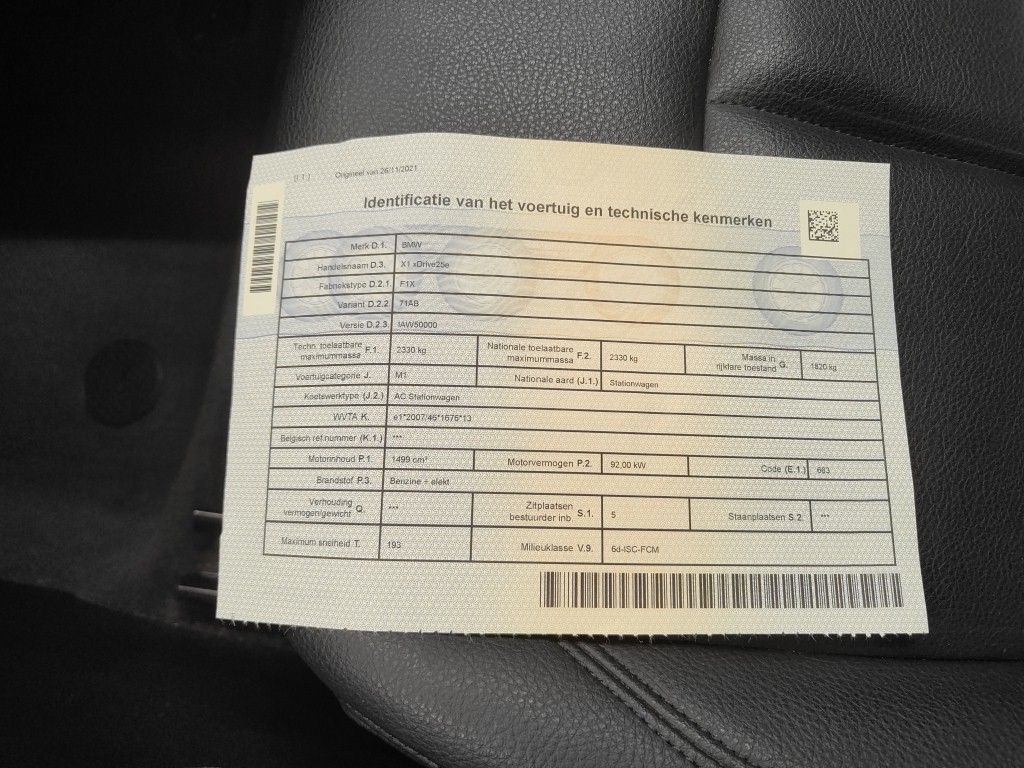 (I.1.) Origineel van 26/11/2021
Identificatie van het voertuig en technische kenmerken
Merk D.1. BMW
Handelsnaam D.3. X1 xDrive25e
Fabriekstype D.2.1. F1X
Variant D.2.2. 71AB
Versie D.2.3. IAW50000
Techn. toelaatbare maximummassa F.1. 2330 kg Nationale toelaatbare maximummassa F.2. 2330 kg Massa in rijklare toestand G. 1820 kg
Voertuigcategorie J. M1 Nationale aard (J.1.) Stationwagen
Koetswerktype (J.2.) AC Stationwagen
WVTA K. e1*2007/46*1676*13
Belgisch ref.nummer (K.1.) ***
Motorinhoud P.1. 1499 cm³ Motorvermogen P.2. 92,00 kW Code (E.1.) 663
Brandstof P.3. Benzine + elekt
Verhouding vermogen/gewicht Q. *** Zitplaatsen bestuurder inb. S.1. 5 Staanplaatsen S.2. ***
Maximum snelheid T. 193 Milieuklasse V.9. 6d-ISC-FCM